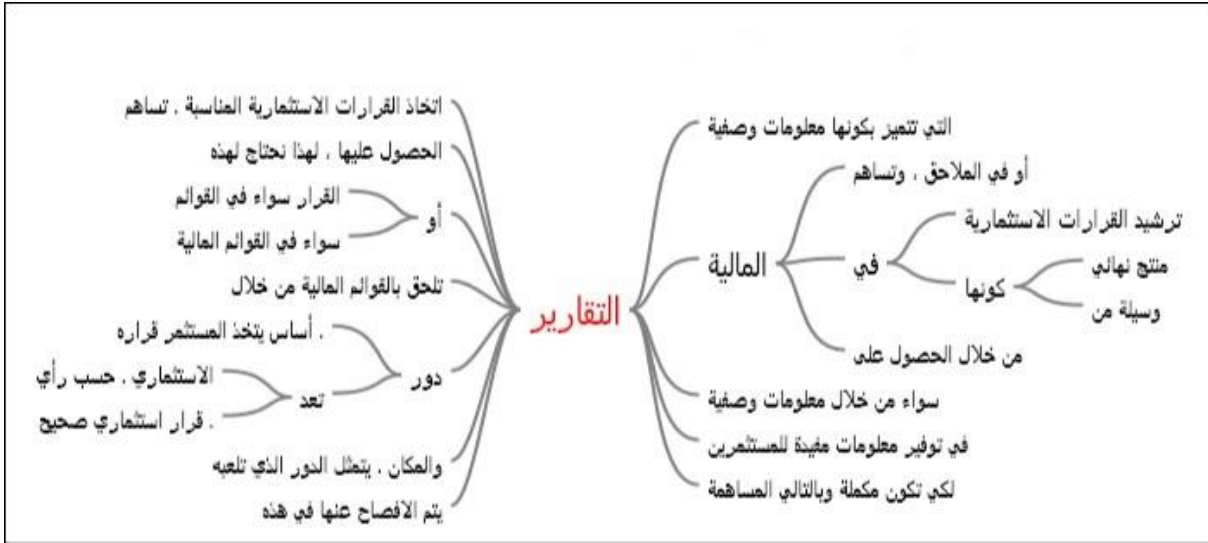 التقارير
التي تتميز بكونها معلومات وصفية
المالية
أو في الملاحق ، وتساهم
في
ترشيد القرارات الاستثمارية
كونها
منتج نهائي
وسيلة من
من خلال الحصول على
سواء من خلال معلومات وصفية
في توفير معلومات مفيدة للمستثمرين
لكي تكون مكملة وبالتالي المساهمة
اتخاذ القرارات الاستثمارية المناسبة . تساهم
الحصول عليها ، لهذا نحتاج لهذه
أو
القرار سواء في القوائم
سواء في القوائم المالية
تلحق بالقوائم المالية من خلال
دور
. أساس يتخذ المستثمر قراره
تعد
الاستثماري . حسب رأي
. قرار استثماري صحيح
والمكان . يتمثل الدور الذي تلعبه
يتم الافصاح عنها في هذه